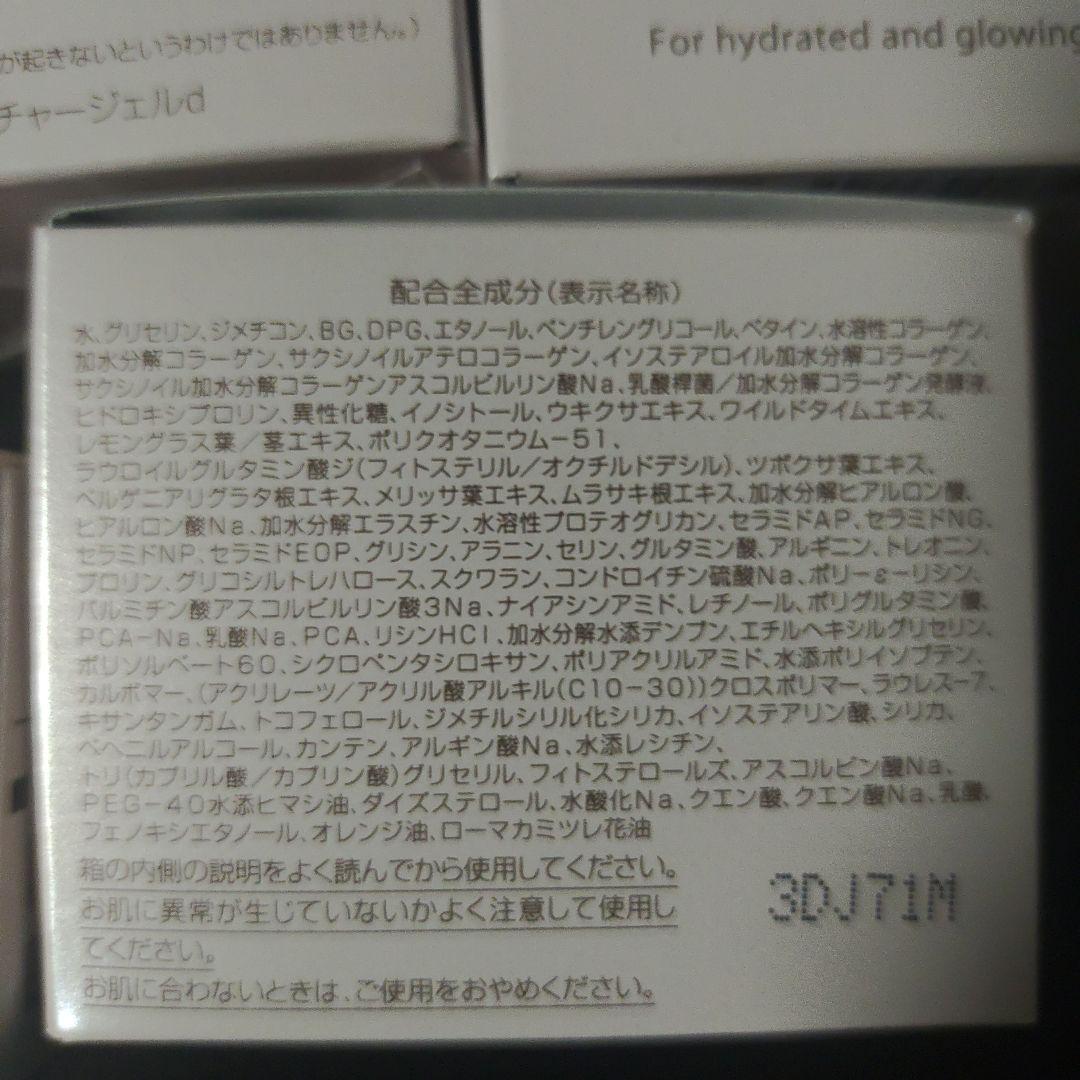 が起きないというわけではありません。)
チャージェルd
For hydrated and glowing
配合全成分(表示名称)
水、グリセリン、ジメチコン、BG、DPG、エタノール、ペンチレングリコール、ベタイン、水溶性コラーゲン、
加水分解コラーゲン、サクシノイルアテロコラーゲン、イソステアロイル加水分解コラーゲン、
サクシノイル加水分解コラーゲンアスコルビルリン酸Na、乳酸桿菌/加水分解コラーゲン発酵液、
ヒドロキシプロリン、異性化糖、イノシトール、ウキクサエキス、ワイルドタイムエキス、
レモングラス葉/茎エキス、ポリクオタニウム-51、
ラウロイルグルタミン酸ジ(フィトステリル/オクチルドデシル)、ツボクサ葉エキス、
ベルゲニアリグラタ根エキス、メリッサ葉エキス、ムラサキ根エキス、加水分解ヒアルロン酸、
ヒアルロン酸Na、加水分解エラスチン、水溶性プロテオグリカン、セラミドAP、セラミドNG、
セラミドNP、セラミドEOP、グリシン、アラニン、セリン、グルタミン酸、アルギニン、トレオニン、
プロリン、グリコシルトレハロース、スクワラン、コンドロイチン硫酸Na、ポリ-ε-リシン、
パルミチン酸アスコルビルリン酸3Na、ナイアシンアミド、レチノール、ポリグルタミン酸、
PCA-Na、乳酸Na、PCA、リシンHCl、加水分解水添デンプン、エチルヘキシルグリセリン、
ポリソルベート60、シクロペンタシロキサン、ポリアクリルアミド、水添ポリイソブテン、
カルボマー、(アクリレーツ/アクリル酸アルキル(C10-30))クロスポリマー、ラウレス-7、
キサンタンガム、トコフェロール、ジメチルシリル化シリカ、イソステアリン酸、シリカ、
ベヘニルアルコール、カンテン、アルギン酸Na、水添レシチン、
トリ(カプリル酸/カプリン酸)グリセリル、フィトステロールズ、アスコルビン酸Na、
PEG-40水添ヒマシ油、ダイズステロール、水酸化Na、クエン酸、クエン酸Na、乳酸、
フェノキシエタノール、オレンジ油、ローマカミツレ花油
箱の内側の説明をよく読んでから使用してください。
お肌に異常が生じていないかよく注意して使用し
てください。
お肌に合わないときは、ご使用をおやめください。
3DJ71M